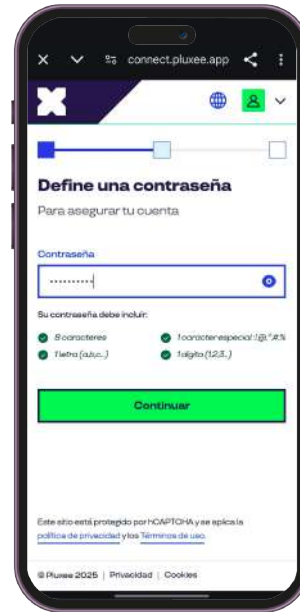 connect.pluxee.app
Define una contraseña
Para asegurar tu cuenta
Contraseña
Su contraseña debe incluir:
8 caracteres
1 caracter especial :!@,*,#,%
1 letra (a,b,c...)
1 dígito (1,2,3...)
Continuar
Este sitio está protegido por hCAPTCHA y se aplica la
política de privacidad y los Términos de uso.
© Pluxee 2025 | Privacidad | Cookies